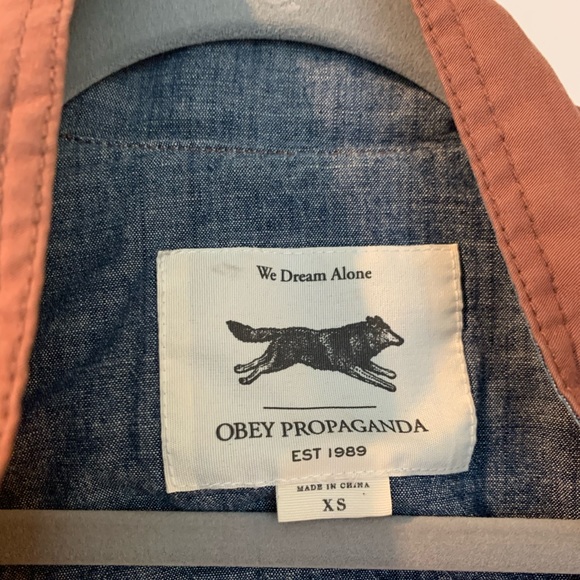 We Dream Alone
OBEY PROPAGANDA
EST 1989
MADE IN CHINA
XS